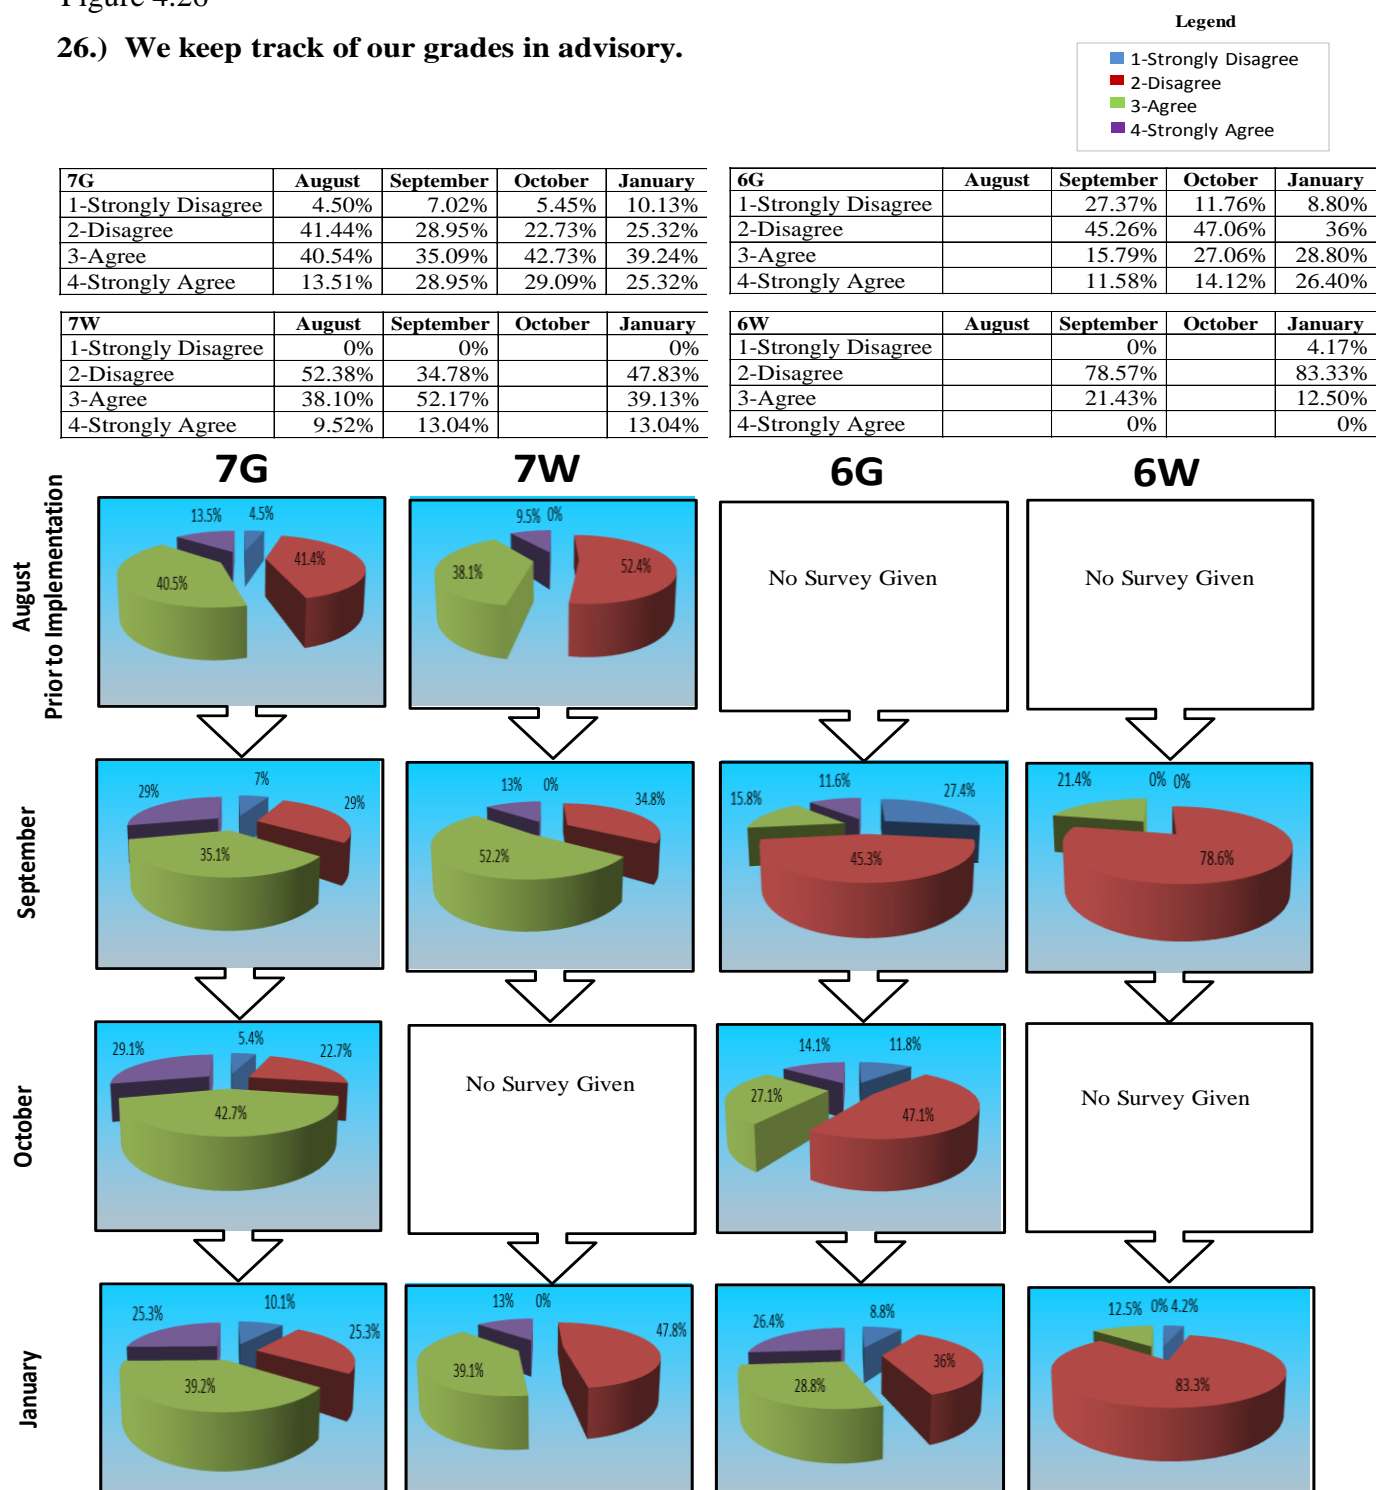 Figure 4.26
26.) We keep track of our grades in advisory.
Legend
1-Strongly Disagree
2-Disagree
3-Agree
4-Strongly Agree
7G August September October January
1-Strongly Disagree 4.50% 7.02% 5.45% 10.13%
2-Disagree 41.44% 28.95% 22.73% 25.32%
3-Agree 40.54% 35.09% 42.73% 39.24%
4-Strongly Agree 13.51% 28.95% 29.09% 25.32%
6G August September October January
1-Strongly Disagree 27.37% 11.76% 8.80%
2-Disagree 45.26% 47.06% 36%
3-Agree 15.79% 27.06% 28.80%
4-Strongly Agree 11.58% 14.12% 26.40%
7W August September October January
1-Strongly Disagree 0% 0% 0%
2-Disagree 52.38% 34.78% 47.83%
3-Agree 38.10% 52.17% 39.13%
4-Strongly Agree 9.52% 13.04% 13.04%
6W August September October January
1-Strongly Disagree 0% 4.17%
2-Disagree 78.57% 83.33%
3-Agree 21.43% 12.50%
4-Strongly Agree 0% 0%
7G 7W 6G 6W
August
Prior to Implementation
13.5% 4.5%
41.4%
40.5%
9.5% 0%
52.4%
38.1%
No Survey Given
No Survey Given
September
7%
29% 29%
35.1%
13% 0%
34.8%
52.2%
11.6%
15.8% 27.4%
45.3%
21.4% 0% 0%
78.6%
October
5.4%
29.1% 22.7%
42.7%
No Survey Given
14.1% 11.8%
27.1%
47.1%
No Survey Given
January
10.1%
25.3% 25.3%
39.2%
13% 0%
47.8%
39.1%
8.8%
26.4%
36%
28.8%
12.5% 0% 4.2%
83.3%